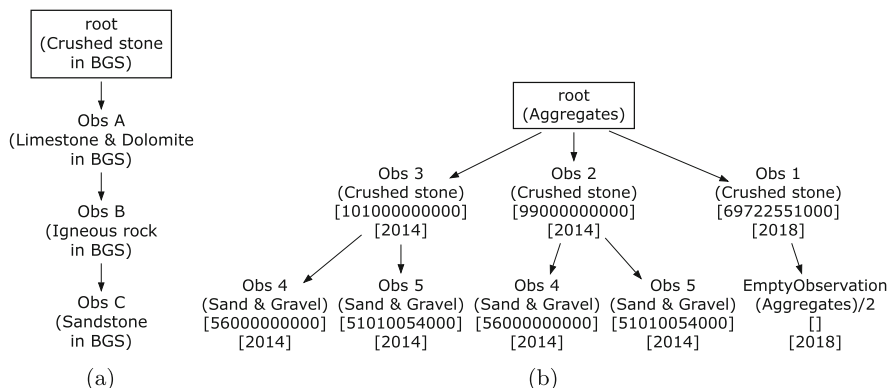 root
(Crushed stone
in BGS)
Obs A
(Limestone & Dolomite
in BGS)
Obs B
(Igneous rock
in BGS)
Obs C
(Sandstone
in BGS)
(a)
root
(Aggregates)
Obs 3
(Crushed stone)
[101000000000]
[2014]
Obs 2
(Crushed stone)
[99000000000]
[2014]
Obs 1
(Crushed stone)
[69722551000]
[2018]
Obs 4
(Sand & Gravel)
[56000000000]
[2014]
Obs 5
(Sand & Gravel)
[51010054000]
[2014]
Obs 4
(Sand & Gravel)
[56000000000]
[2014]
Obs 5
(Sand & Gravel)
[51010054000]
[2014]
EmptyObservation
(Aggregates)/2
[]
[2018]
(b)